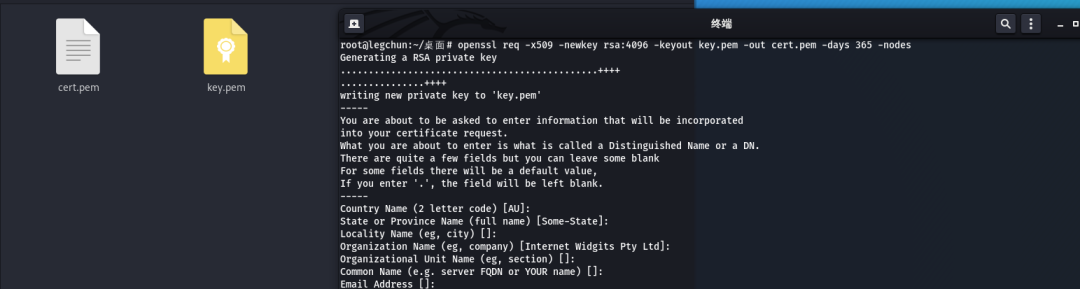 终端
cert.pem
key.pem
root@legchun:~/桌面# openssl req -x509 -newkey rsa:4096 -keyout key.pem -out cert.pem -days 365 -nodes
Generating a RSA private key
..............................................++++
...............++++
writing new private key to 'key.pem'
-----
You are about to be asked to enter information that will be incorporated
into your certificate request.
What you are about to enter is what is called a Distinguished Name or a DN.
There are quite a few fields but you can leave some blank
For some fields there will be a default value,
If you enter '.', the field will be left blank.
-----
Country Name (2 letter code) [AU]:
State or Province Name (full name) [Some-State]:
Locality Name (eg, city) []:
Organization Name (eg, company) [Internet Widgits Pty Ltd]:
Organizational Unit Name (eg, section) []:
Common Name (e.g. server FQDN or YOUR name) []:
Email Address []: